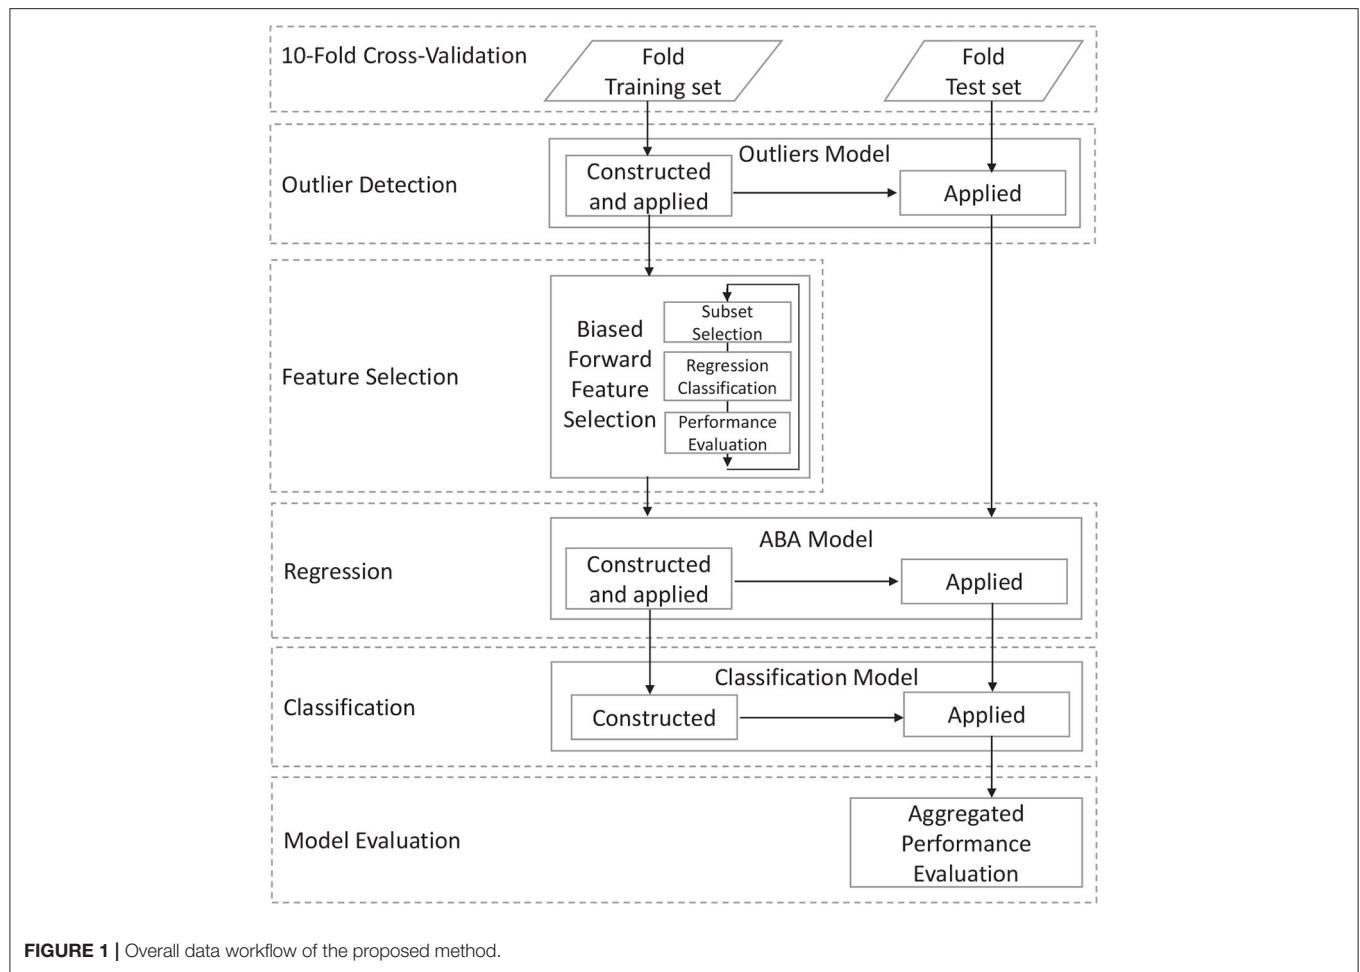 10-Fold Cross-Validation
Fold
Training set
Fold
Test set
Outlier Detection
Outliers Model
Constructed
and applied
Applied
Feature Selection
Biased
Forward
Feature
Selection
Subset
Selection
Regression
Classification
Performance
Evaluation
Regression
ABA Model
Constructed
and applied
Applied
Classification
Classification Model
Constructed
Applied
Model Evaluation
Aggregated
Performance
Evaluation
FIGURE 1 | Overall data workflow of the proposed method.